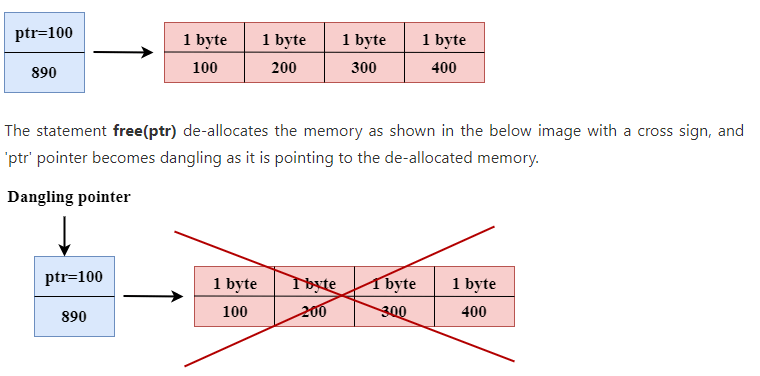 ptr=100
890
1 byte 1 byte 1 byte 1 byte
100 200 300 400
The statement free(ptr) de-allocates the memory as shown in the below image with a cross sign, and
'ptr' pointer becomes dangling as it is pointing to the de-allocated memory.
Dangling pointer
ptr=100
890
1 byte 1 byte 1 byte 1 byte
100 200 300 400